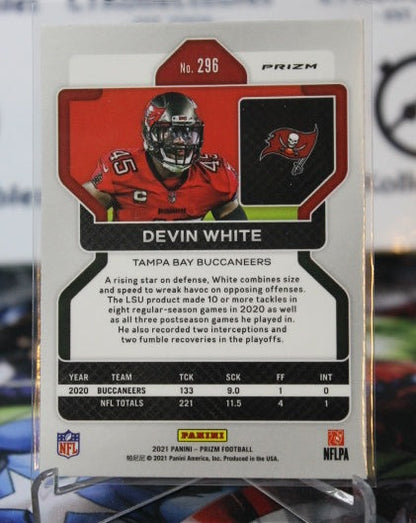 No. 296
PRIZM
45
45
C
DEVIN WHITE
TAMPA BAY BUCCANEERS
A rising star on defense, White combines size
and speed to wreak havoc on opposing offenses.
The LSU product made 10 or more tackles in
eight regular-season games in 2020 as well
as all three postseason games he played in.
He also recorded two interceptions and
two fumble recoveries in the playoffs.
YEAR TEAM TCK SCK FF INT
2020 BUCCANEERS 133 9.0 1 0
NFL TOTALS 221 11.5 4 1
NFL
PANINI
NFLPA
2021 PANINI – PRIZM FOOTBALL
© 2021 Panini America, Inc. Produced in the USA.